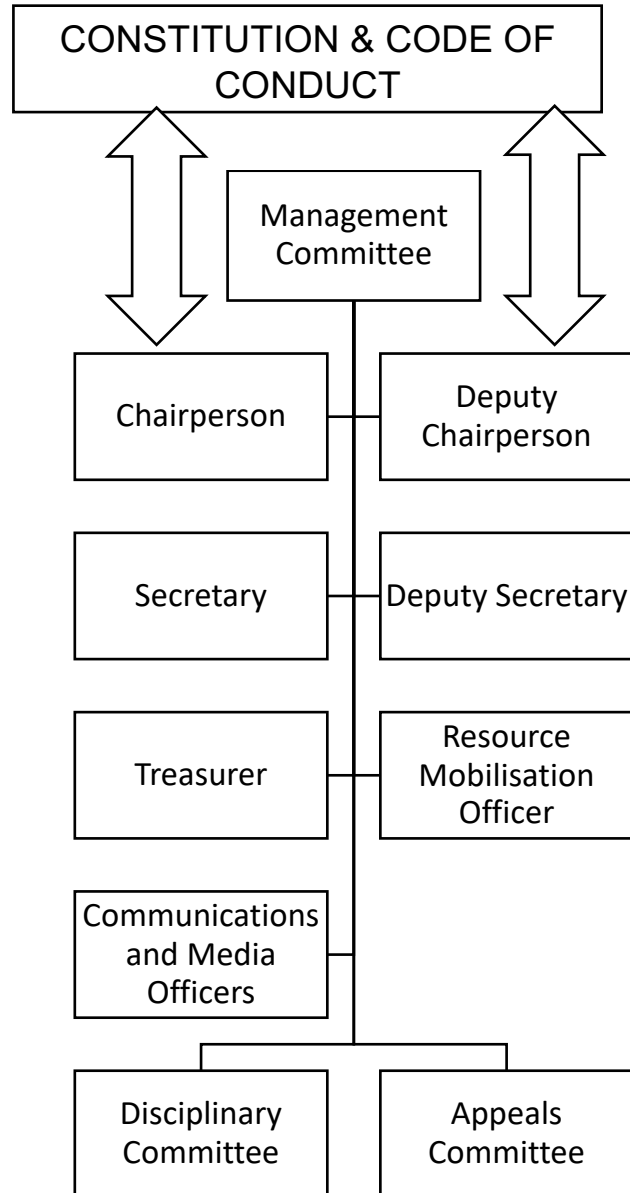 CONSTITUTION & CODE OF
CONDUCT
Management
Committee
Chairperson
Deputy
Chairperson
Secretary
Deputy Secretary
Treasurer
Resource
Mobilisation
Officer
Communications
and Media
Officers
Disciplinary
Committee
Appeals
Committee